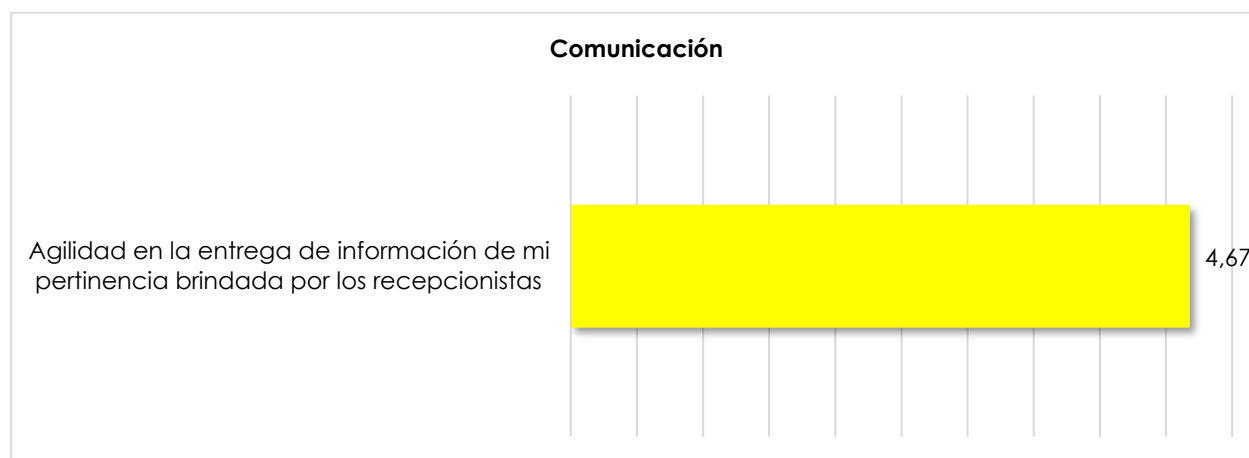 Comunicación
Agilidad en la entrega de información de mi
pertinencia brindada por los recepcionistas
4,67